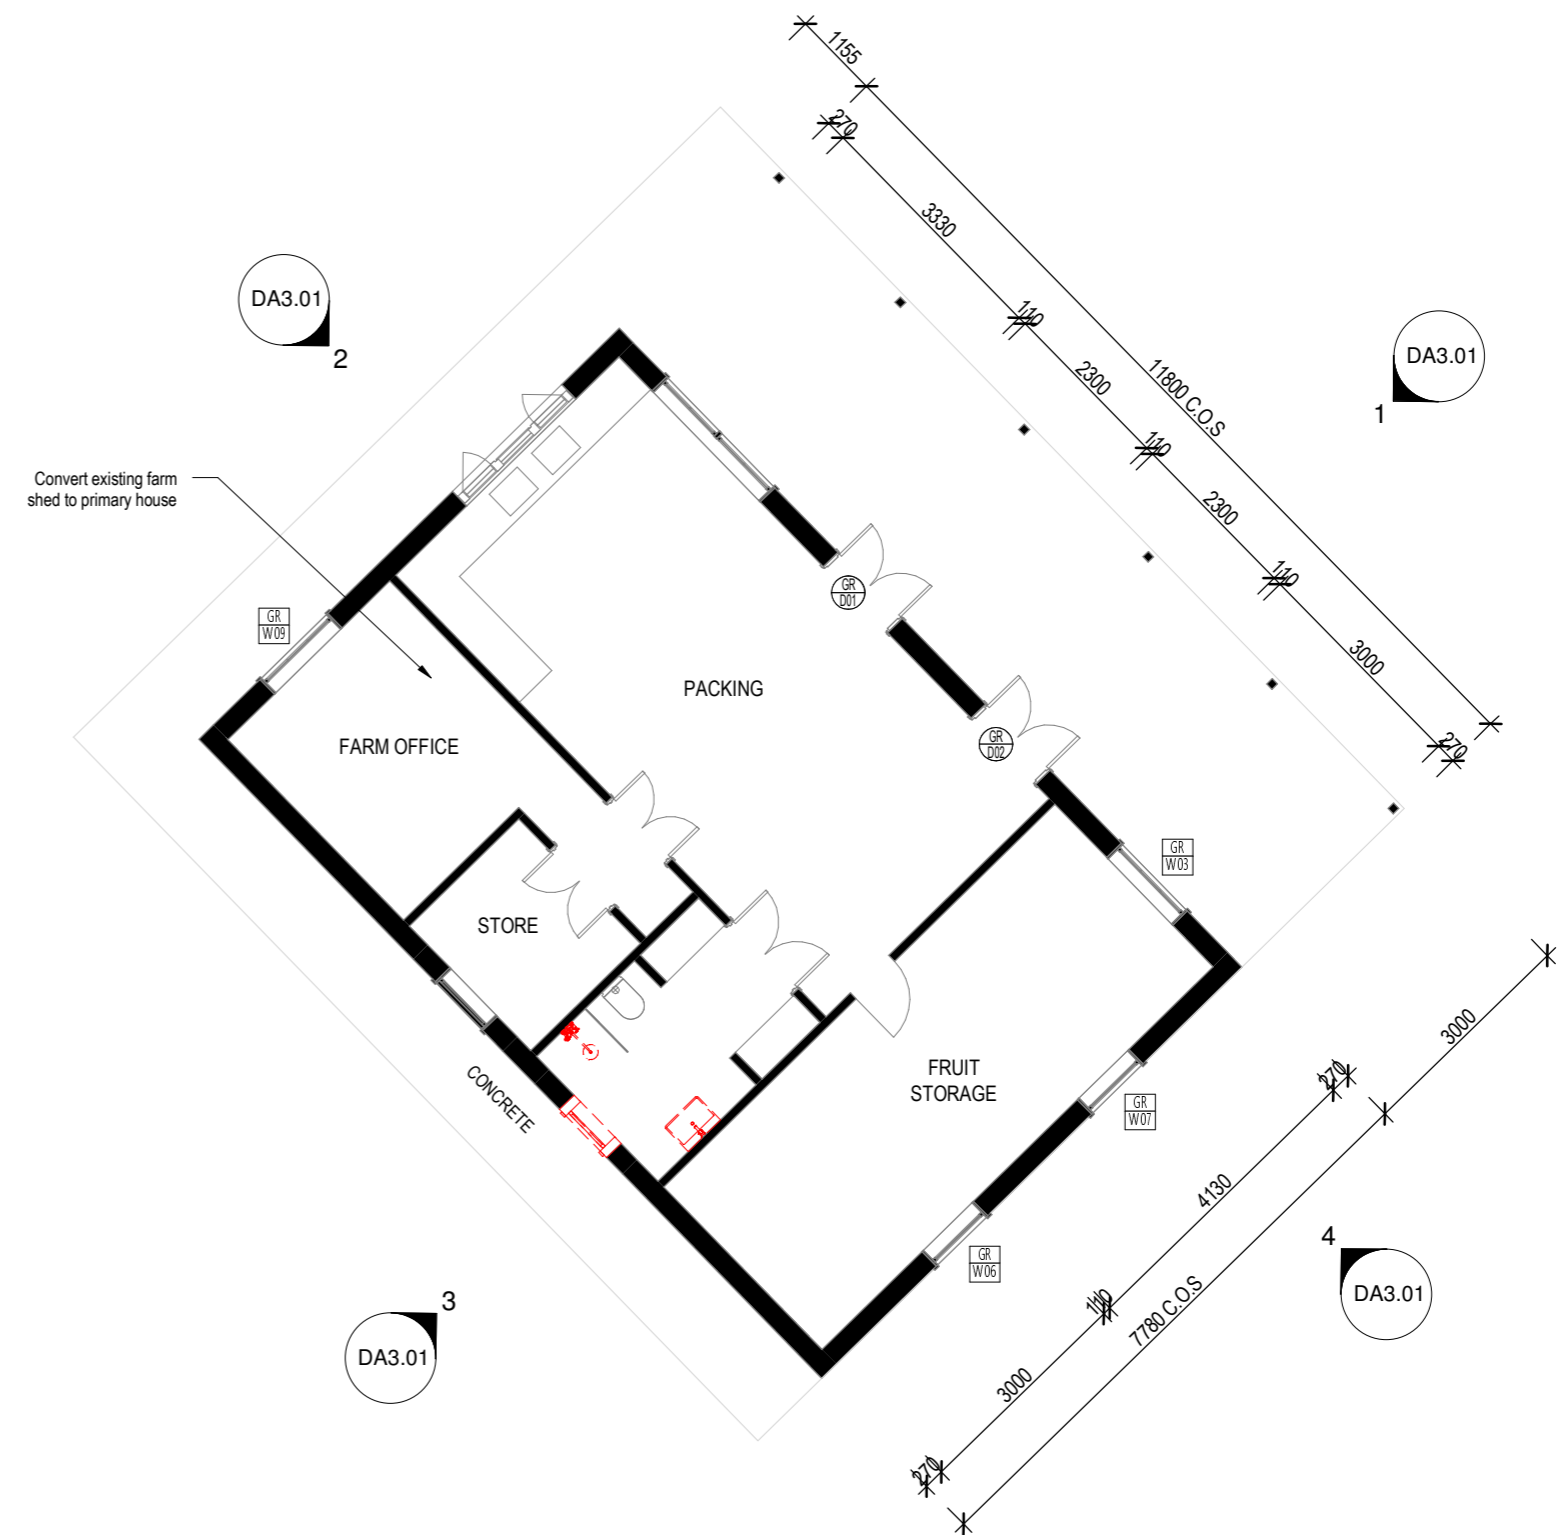 1155
270
3330
110
2300
11800 C.O.S
110
2300
110
3000
270
DA3.01
2
DA3.01
1
Convert existing farm
shed to primary house
GR
W09
GR
D01
PACKING
FARM OFFICE
GR
D02
GR
W03
STORE
CONCRETE
FRUIT
STORAGE
GR
W07
GR
W06
3000
270
4130
7780 C.O.S
110
3000
270
4
DA3.01
3
DA3.01